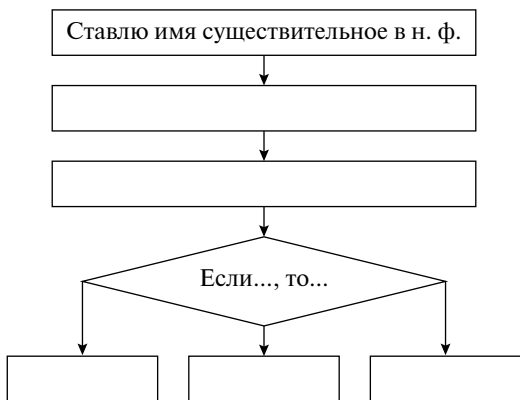 Ставлю имя существительное в н. ф.
Если..., то...